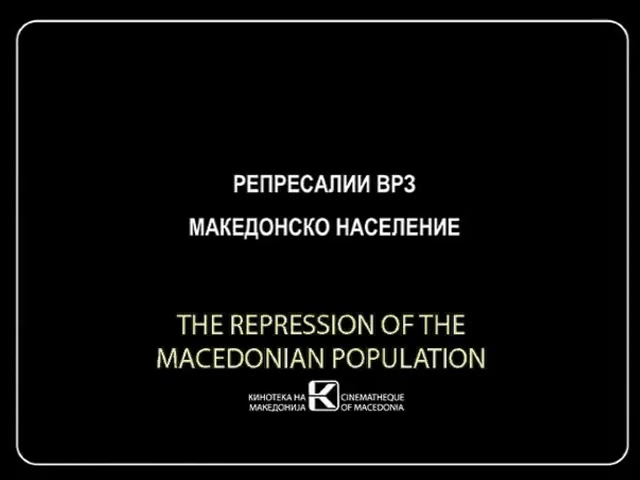 РЕПРЕСАЛИИ ВРЗ
МАКЕДОНСКО НАСЕЛЕНИЕ
THE REPRESSION OF THE
MACEDONIAN POPULATION
КИНОТЕКА НА
МАКЕДОНИЈА
K
CINEMATHEQUE
OF MACEDONIA